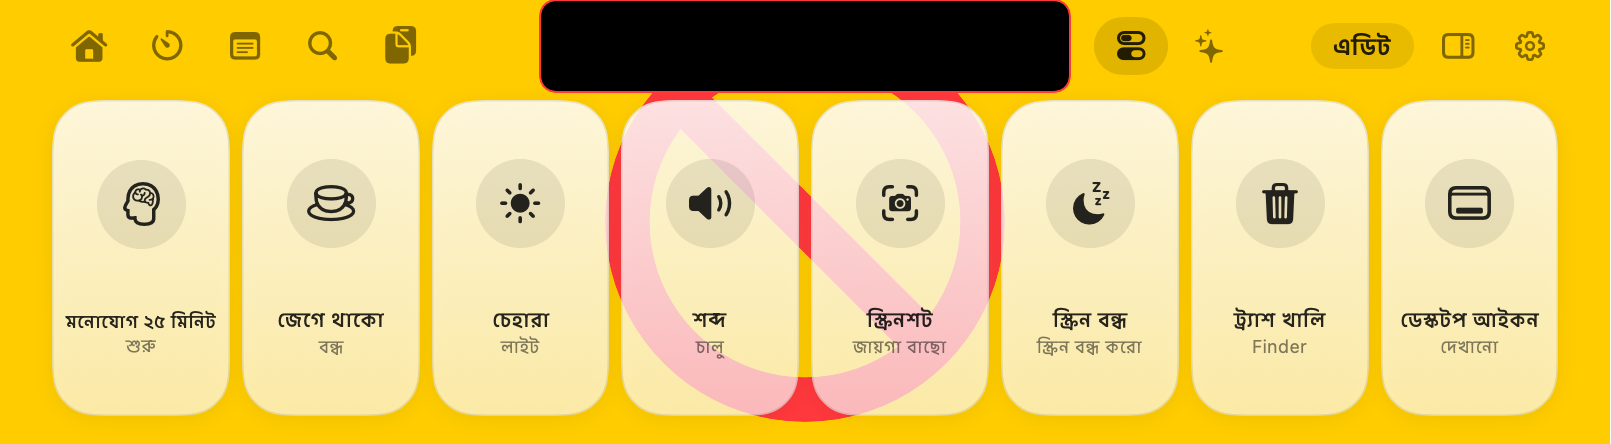 এডিট
মনোযোগ ২৫ মিনিট
শুরু
জেগে থাকো
বন্ধ
চেহারা
লাইট
শব্দ
চালু
স্ক্রিনশট
জায়গা বাছো
স্ক্রিন বন্ধ
স্ক্রিন বন্ধ করো
ট্র্যাশ খালি
Finder
ডেস্কটপ আইকন
দেখানো